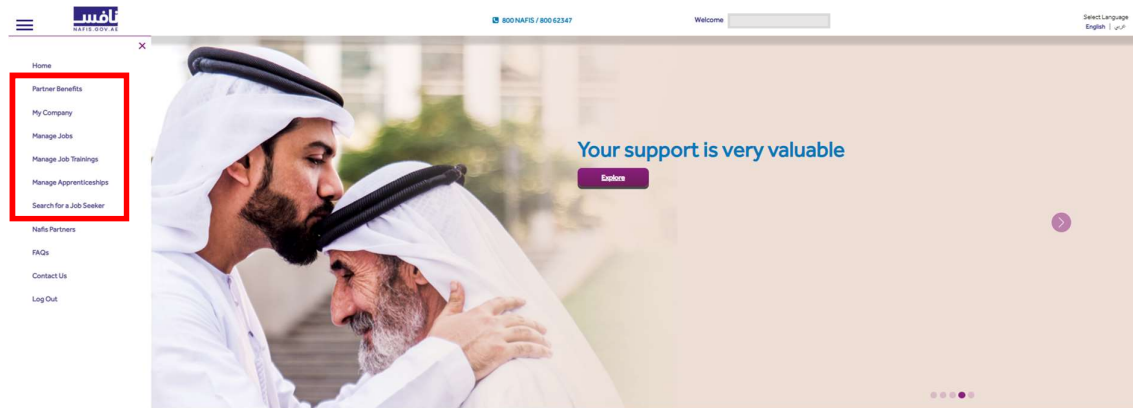 نافس
NAFIS.GOV.AE
800 NAFIS / 800 62347
Welcome
Select Language
English | عربي
×
Home
Partner Benefits
My Company
Manage Jobs
Manage Job Trainings
Manage Apprenticeships
Search for a Job Seeker
Nafis Partners
FAQs
Contact Us
Log Out
Your support is very valuable
Explore